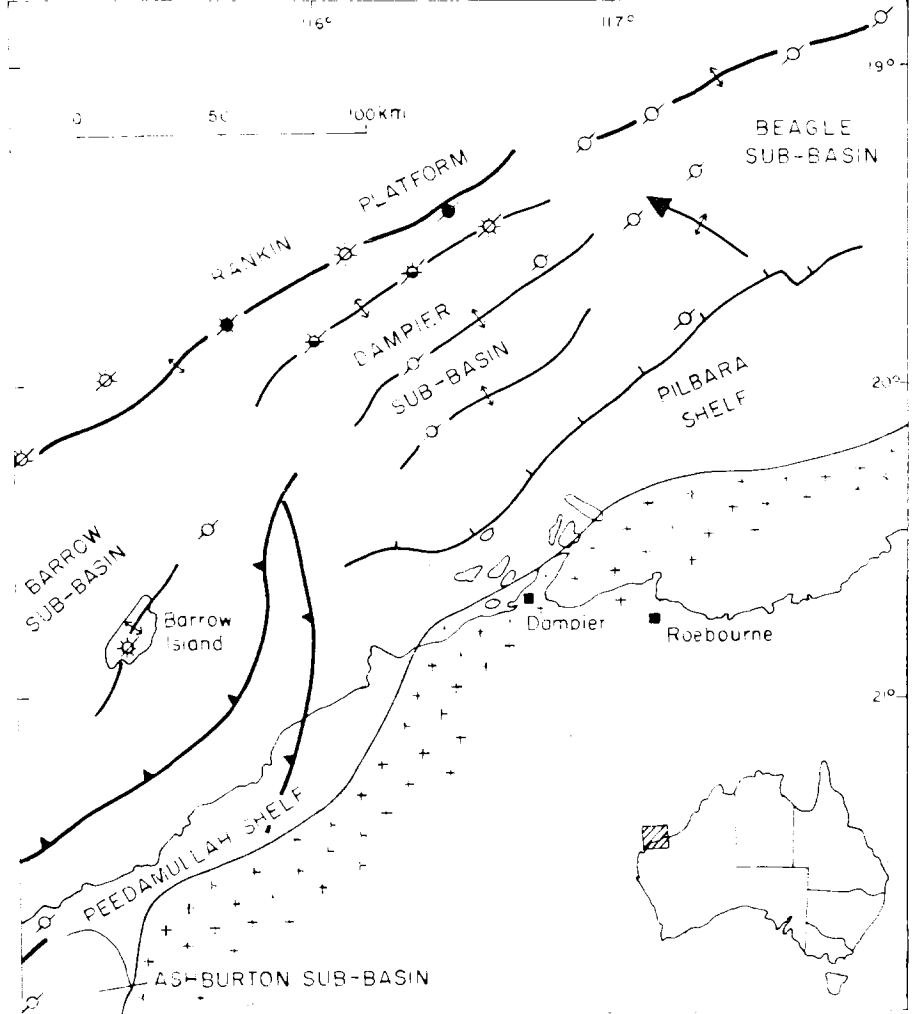 116°
117°
19°
0 50 100km
BEAGLE
SUB-BASIN
RANKIN PLATFORM
DAMPIER
SUB-BASIN
PILBARA
SHELF
20°
BARROW
SUB-BASIN
Barrow
Island
Dampier
Roebourne
21°
PEEDAMULLAH SHELF
ASHBURTON SUB-BASIN